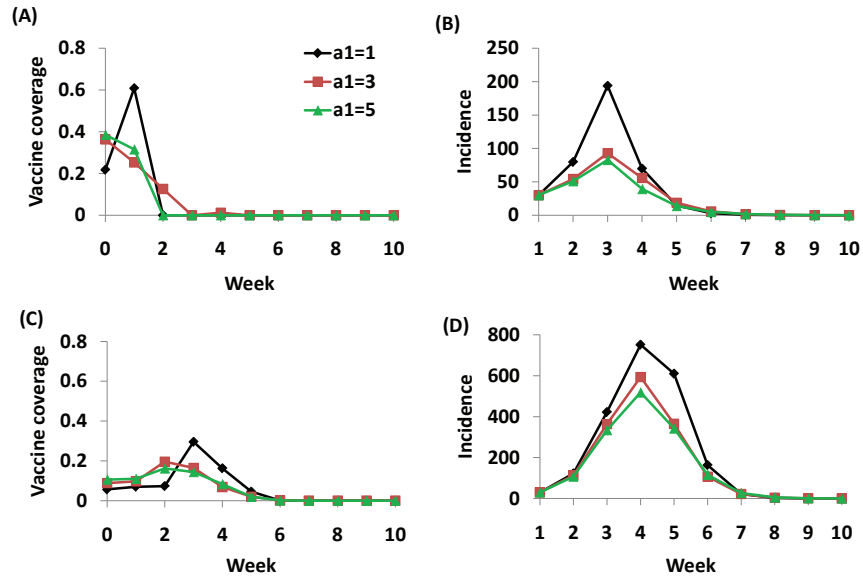 (A)
Vaccine coverage
0.8
0.6
0.4
0.2
0
0 2 4 6 8 10
Week
a1=1
a1=3
a1=5
(B)
Incidence
250
200
150
100
50
0
1 2 3 4 5 6 7 8 9 10
Week
(C)
Vaccine coverage
0.8
0.6
0.4
0.2
0
0 2 4 6 8 10
Week
(D)
Incidence
800
600
400
200
0
1 2 3 4 5 6 7 8 9 10
Week